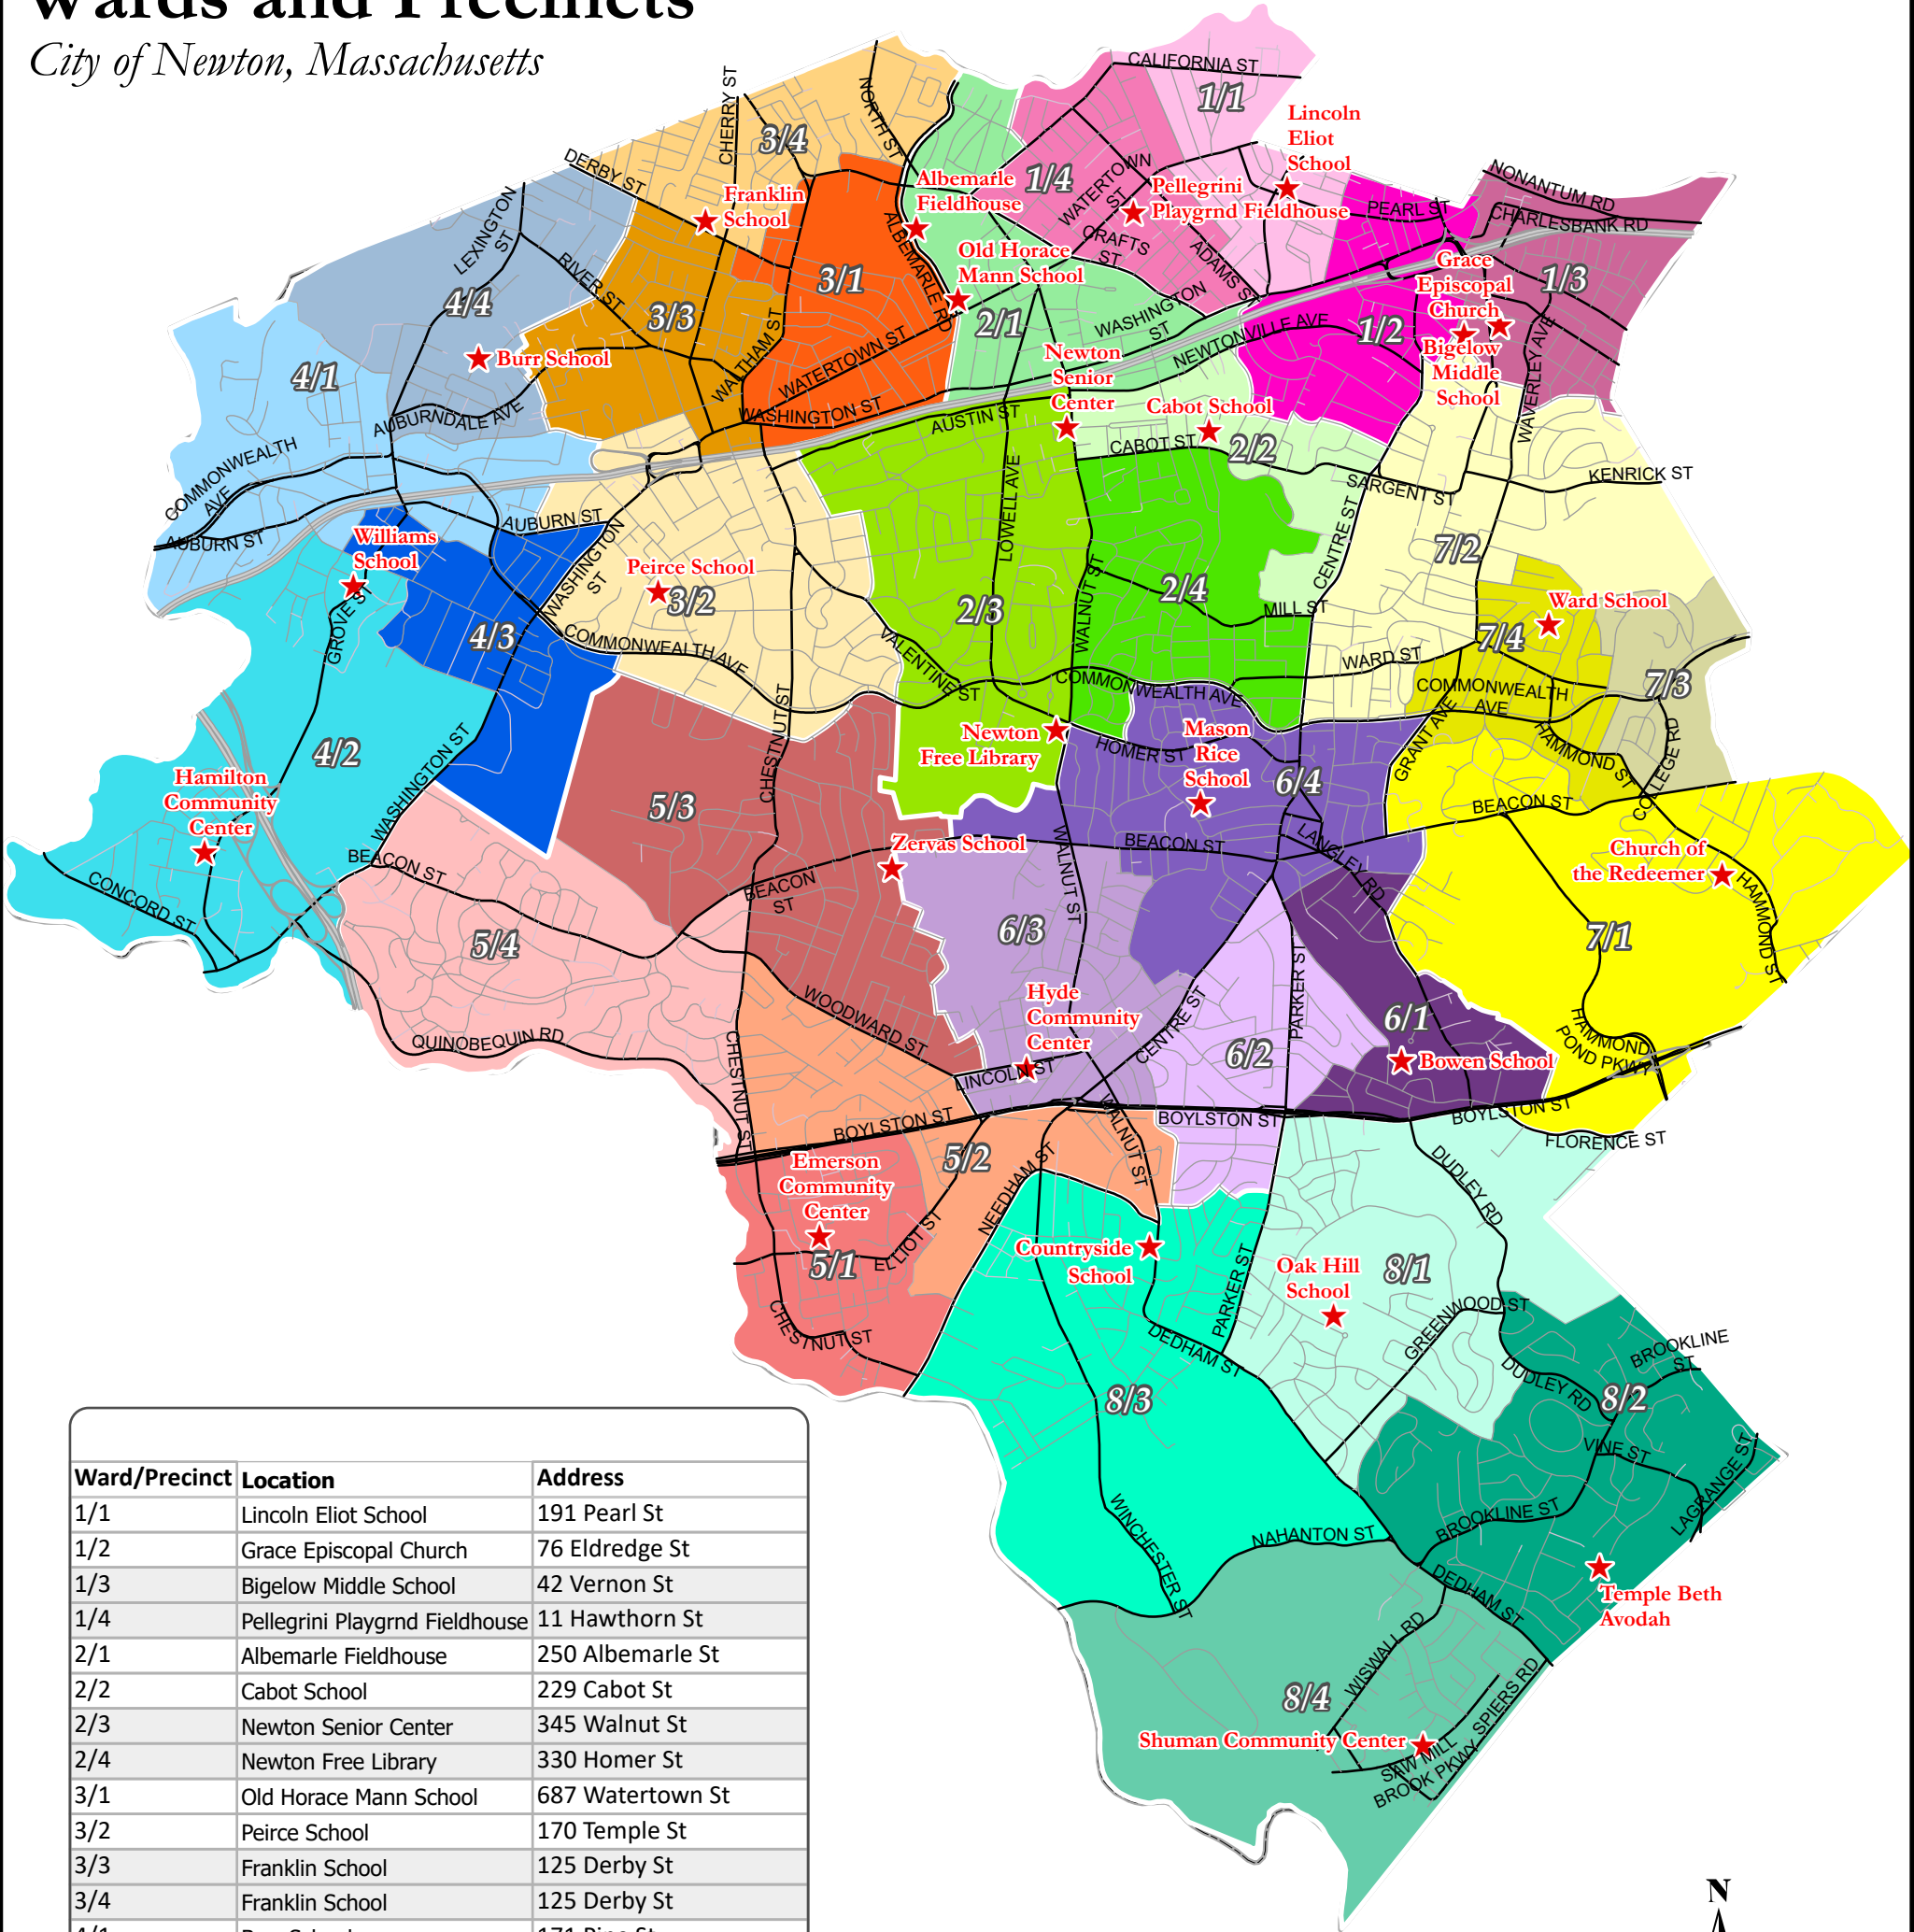 Wards and Precincts
City of Newton, Massachusetts
CALIFORNIA ST
1/1
CHERRY ST
NORTH ST
3/4
Lincoln
Eliot
School
DERBY ST
Franklin
School
Albemarle
Fieldhouse
1/4
WATERTOWN
ST
Pellegrini
Playgrnd Fieldhouse
NONANTUM RD
PEARL ST
CHARLESBANK RD
LEXINGTON
ST
ALBEMARLE RD
CRAFTS
ST
ADAMS ST
Old Horace
Mann School
RIVER ST
3/1
Grace
Episcopal
Church
1/3
4/4
3/3
2/1
WASHINGTON
ST
NEWTONVILLE AVE
1/2
Burr School
WALTHAM ST
WATERTOWN ST
Newton
Senior
Center
Bigelow
Middle
School
WAVERLEY AVE
4/1
AUBURNDALE AVE
WASHINGTON ST
AUSTIN ST
Cabot School
CABOT ST
2/2
COMMONWEALTH
AVE
SARGENT ST
KENRICK ST
AUBURN ST
AUBURN ST
Williams
School
WASHINGTON
ST
LOWELL AVE
CENTRE ST
7/2
Peirce School
3/2
WALNUT ST
2/4
2/3
MILL ST
Ward School
GROVE ST
4/3
COMMONWEALTH AVE
VALENTINE ST
WARD ST
7/4
7/3
COMMONWEALTH AVE
COMMONWEALTH
AVE
CHESTNUT ST
4/2
WASHINGTON ST
Newton
Free Library
HOMER ST
Mason
Rice
School
GRANT AVE
HAMMOND ST
COLLEGE RD
6/4
Hamilton
Community
Center
5/3
BEACON ST
Zervas School
WALNUT ST
BEACON ST
LANGLEY RD
Church of
the Redeemer
BEACON ST
CONCORD ST
BEACON
ST
HAMMOND ST
5/4
6/3
7/1
PARKER ST
WOODWARD ST
Hyde
Community
Center
CENTRE ST
6/1
HAMMOND
POND PKWY
QUINOBEQUIN RD
CHESTNUT ST
LINCOLN ST
6/2
Bowen School
BOYLSTON ST
WALNUT ST
BOYLSTON ST
BOYLSTON ST
FLORENCE ST
Emerson
Community
Center
5/2
NEEDHAM ST
DUDLEY RD
ELLIOT ST
5/1
Countryside
School
PARKER ST
Oak Hill
School
8/1
CHESTNUT ST
DEDHAM ST
GREENWOOD ST
BROOKLINE
ST
DUDLEY RD
8/3
8/2
VINE ST
LAGRANGE ST
WINCHESTER ST
NAHANTON ST
BROOKLINE ST
DEDHAM ST
Temple Beth
Avodah
WISWALL RD
8/4
SPIERS RD
Shuman Community Center
SAW MILL
BROOK PKWY
N
Ward/Precinct Location Address
1/1 Lincoln Eliot School 191 Pearl St
1/2 Grace Episcopal Church 76 Eldredge St
1/3 Bigelow Middle School 42 Vernon St
1/4 Pellegrini Playgrnd Fieldhouse 11 Hawthorn St
2/1 Albemarle Fieldhouse 250 Albemarle St
2/2 Cabot School 229 Cabot St
2/3 Newton Senior Center 345 Walnut St
2/4 Newton Free Library 330 Homer St
3/1 Old Horace Mann School 687 Watertown St
3/2 Peirce School 170 Temple St
3/3 Franklin School 125 Derby St
3/4 Franklin School 125 Derby St
4/1 Burr School 171 Pine St